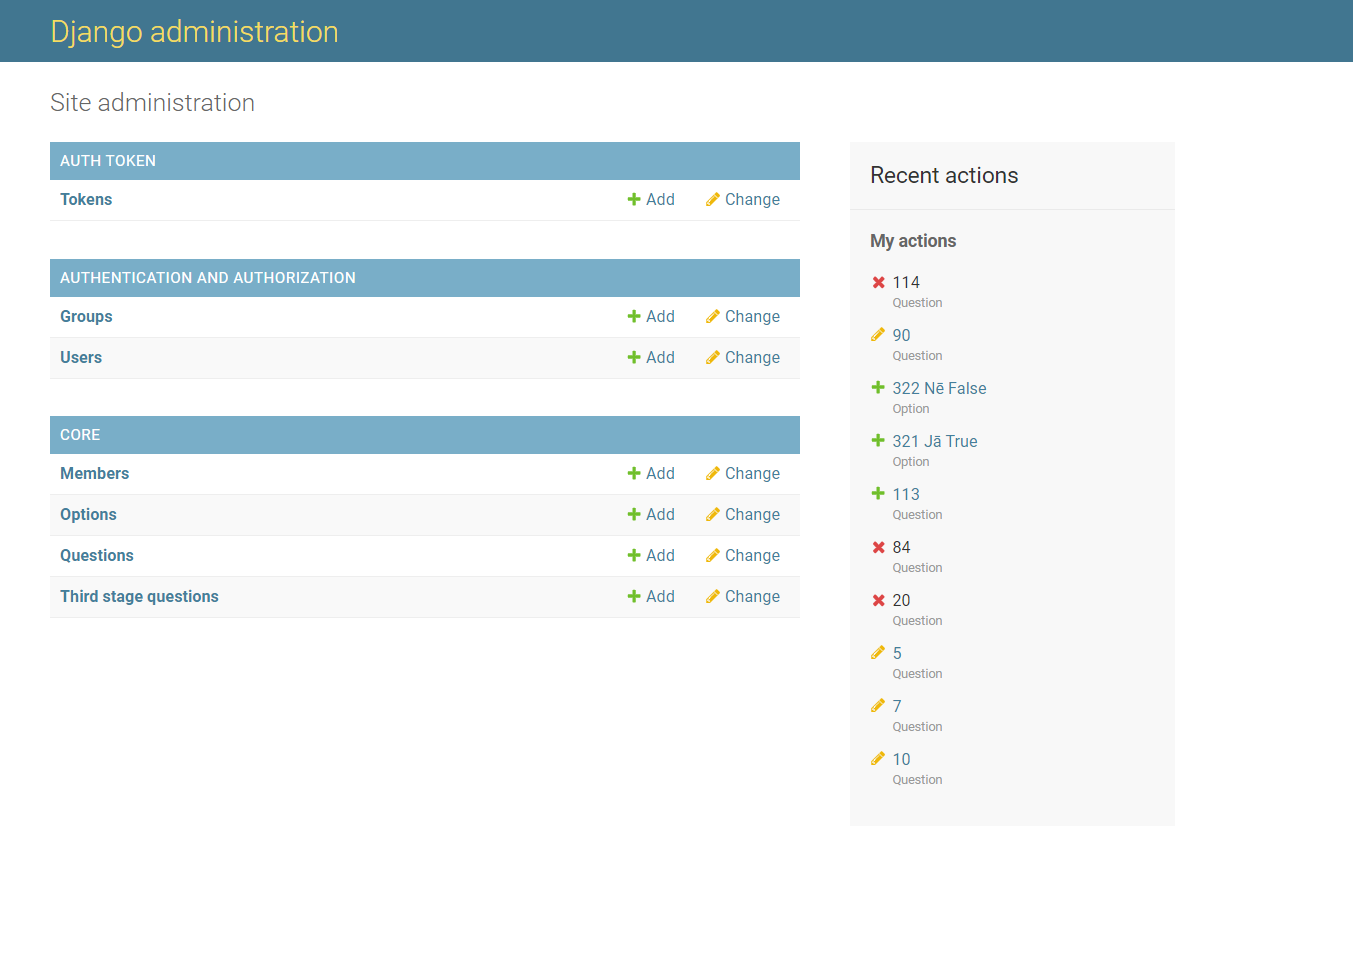 Django administration
Site administration
AUTH TOKEN
Tokens Add Change
AUTHENTICATION AND AUTHORIZATION
Groups Add Change
Users Add Change
CORE
Members Add Change
Options Add Change
Questions Add Change
Third stage questions Add Change
Recent actions
My actions
114
Question
90
Question
322 Nē False
Option
321 Jā True
Option
113
Question
84
Question
20
Question
5
Question
7
Question
10
Question